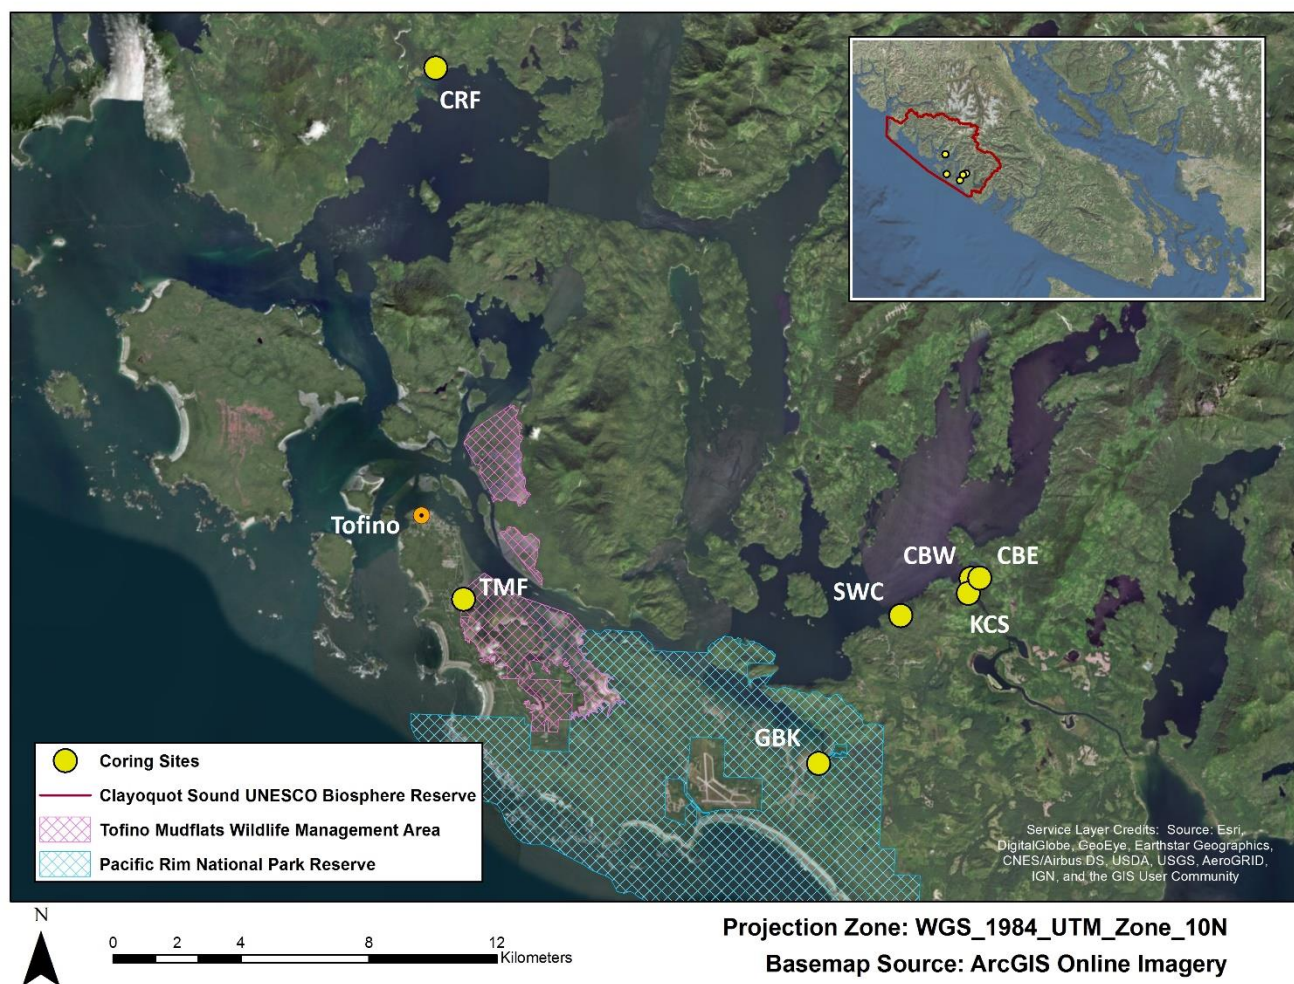 CRF
Tofino
TMF
CBW
CBE
SWC
KCS
GBK
Coring Sites
Clayoquot Sound UNESCO Biosphere Reserve
Tofino Mudflats Wildlife Management Area
Pacific Rim National Park Reserve
Service Layer Credits: Source: Esri,
DigitalGlobe, GeoEye, Earthstar Geographics,
CNES/Airbus DS, USDA, USGS, AeroGRID,
IGN, and the GIS User Community
N
0 2 4 8 12
Kilometers
Projection Zone: WGS_1984_UTM_Zone_10N
Basemap Source: ArcGIS Online Imagery